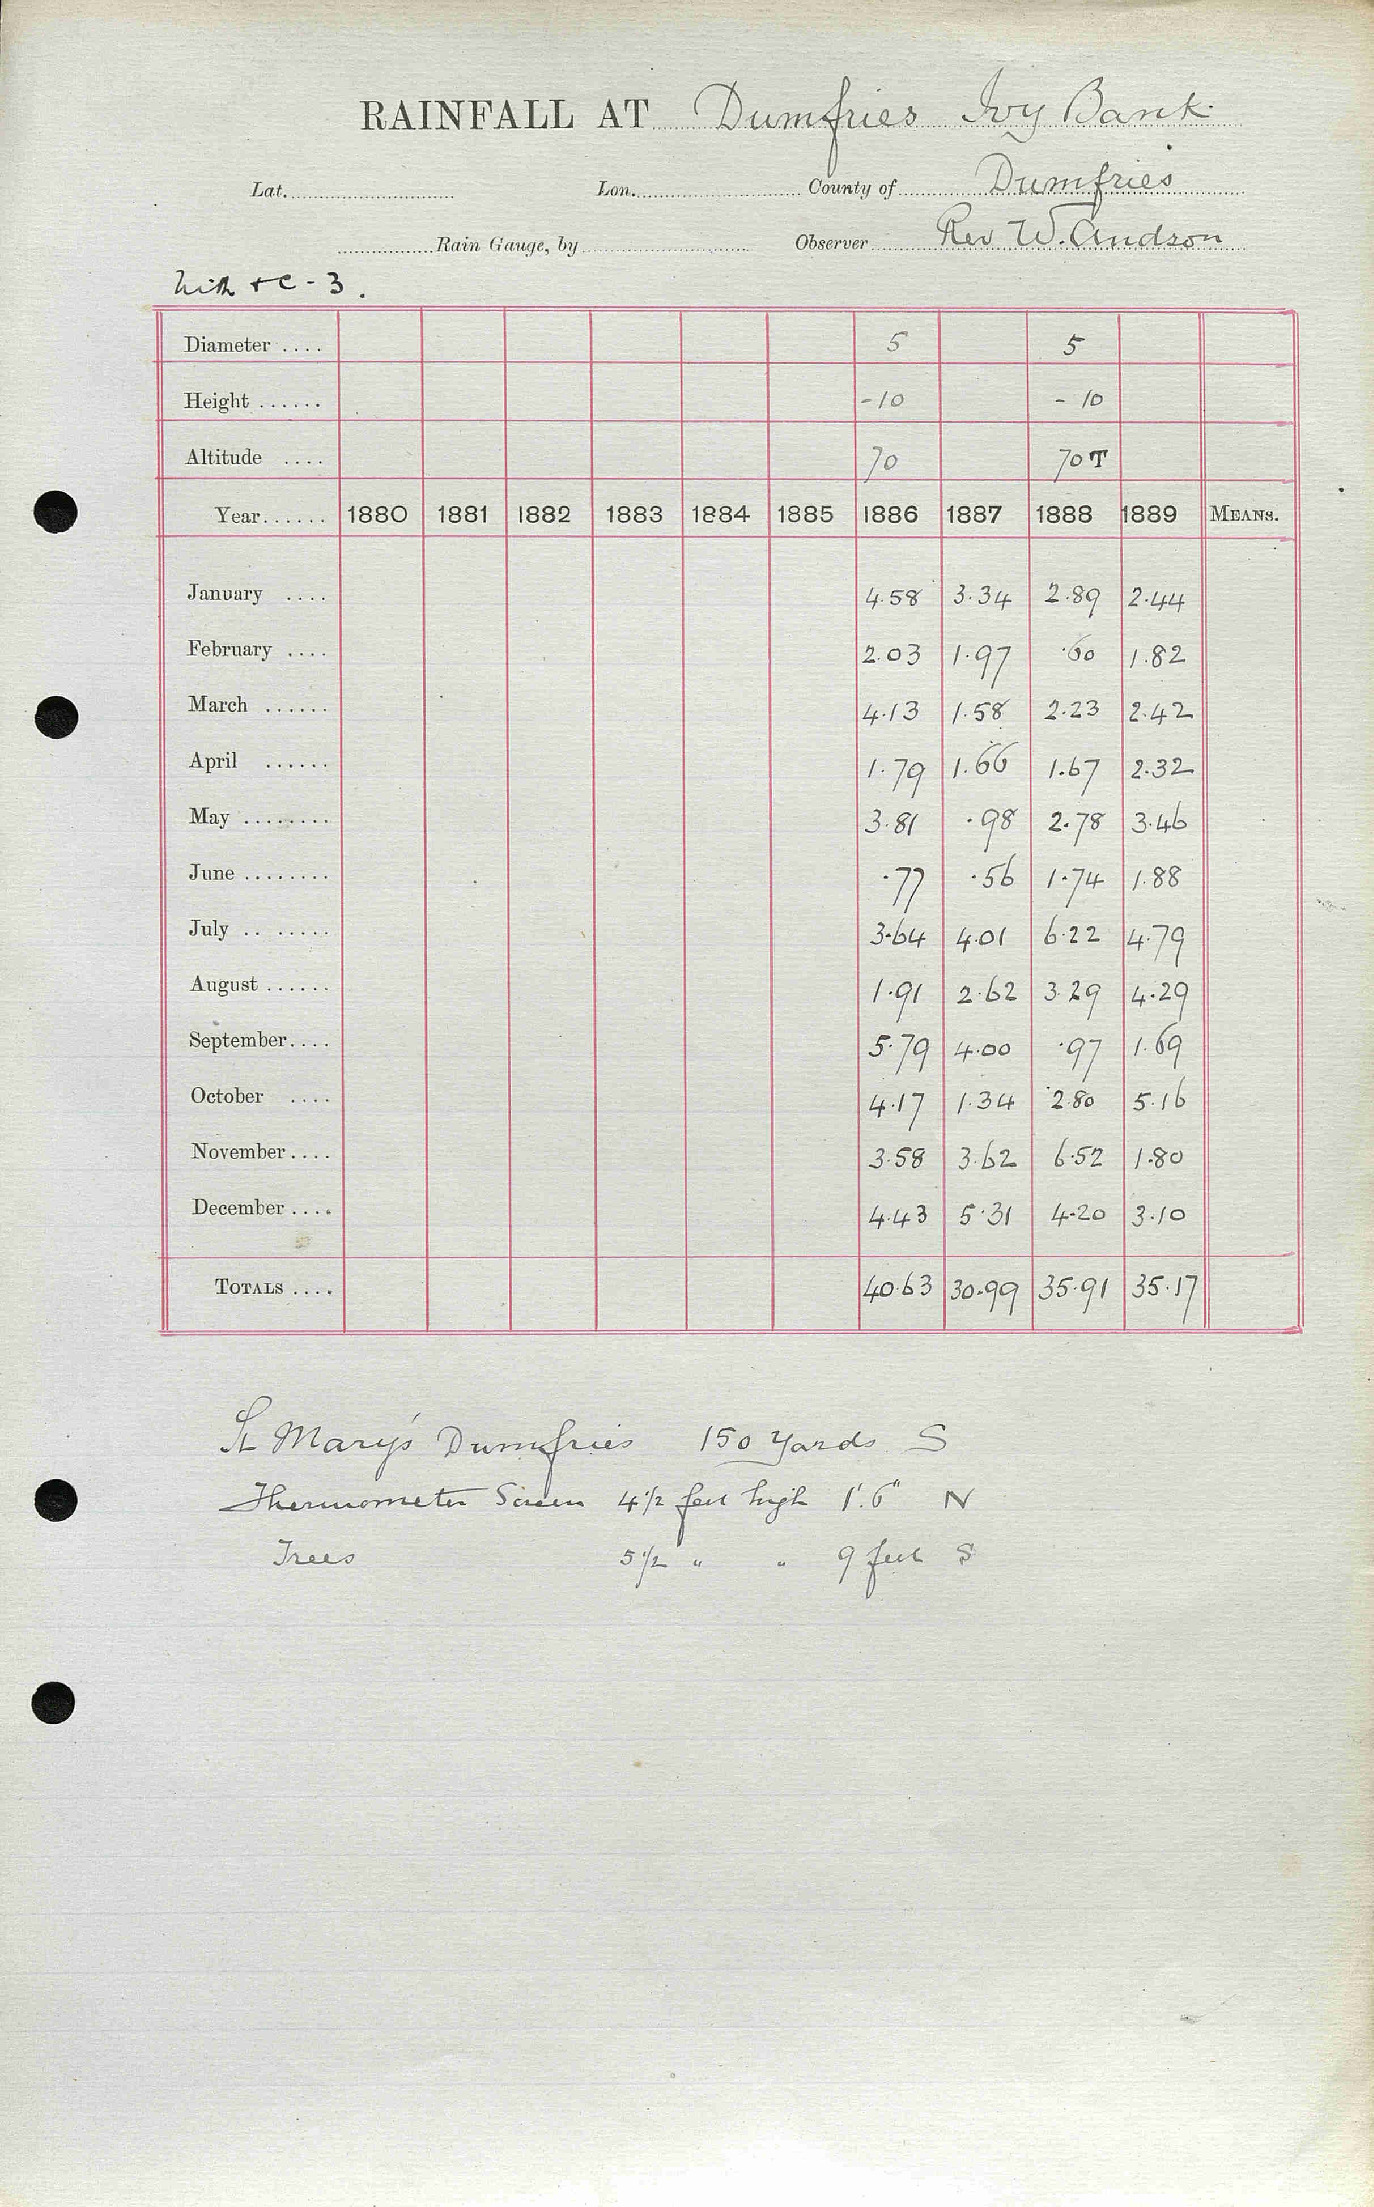 RAINFALL AT Dumfries Ivy Bank
Lat. Lon. County of Dumfries
Rain Gauge, by Observer Rev W. Andson
Nith + C - 3.
Diameter .... 5 5
Height ...... -10 - 10
Altitude .... 70 70 T
Year...... 1880 1881 1882 1883 1884 1885 1886 1887 1888 1889 MEANS.
January .... 4.58 3.34 2.89 2.44
February .... 2.03 1.97 .60 1.82
March ...... 4.13 1.58 2.23 2.42
April ...... 1.79 1.66 1.67 2.32
May ........ 3.81 .98 2.78 3.46
June ........ .77 .56 1.74 1.88
July .. ..... 3.64 4.01 6.22 4.79
August ...... 1.91 2.62 3.29 4.29
September.... 5.79 4.00 .97 1.69
October .... 4.17 1.34 2.80 5.16
November.... 3.58 3.62 6.52 1.80
December .... 4.43 5.31 4.20 3.10
TOTALS .... 40.63 30.99 35.91 35.17
St Mary's Dumfries 150 Yards S
Thermometer Screen 4 1/2 feet high 1'.6" N
Trees 5 1/2 " " 9 feet S